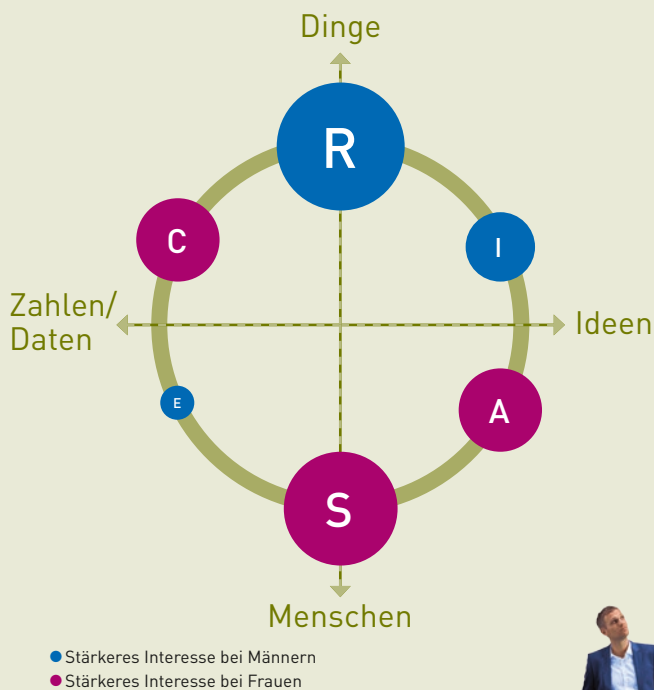 Dinge
R
C
I
Zahlen/
Daten
Ideen
E
A
S
Menschen
Stärkeres Interesse bei Männern
Stärkeres Interesse bei Frauen